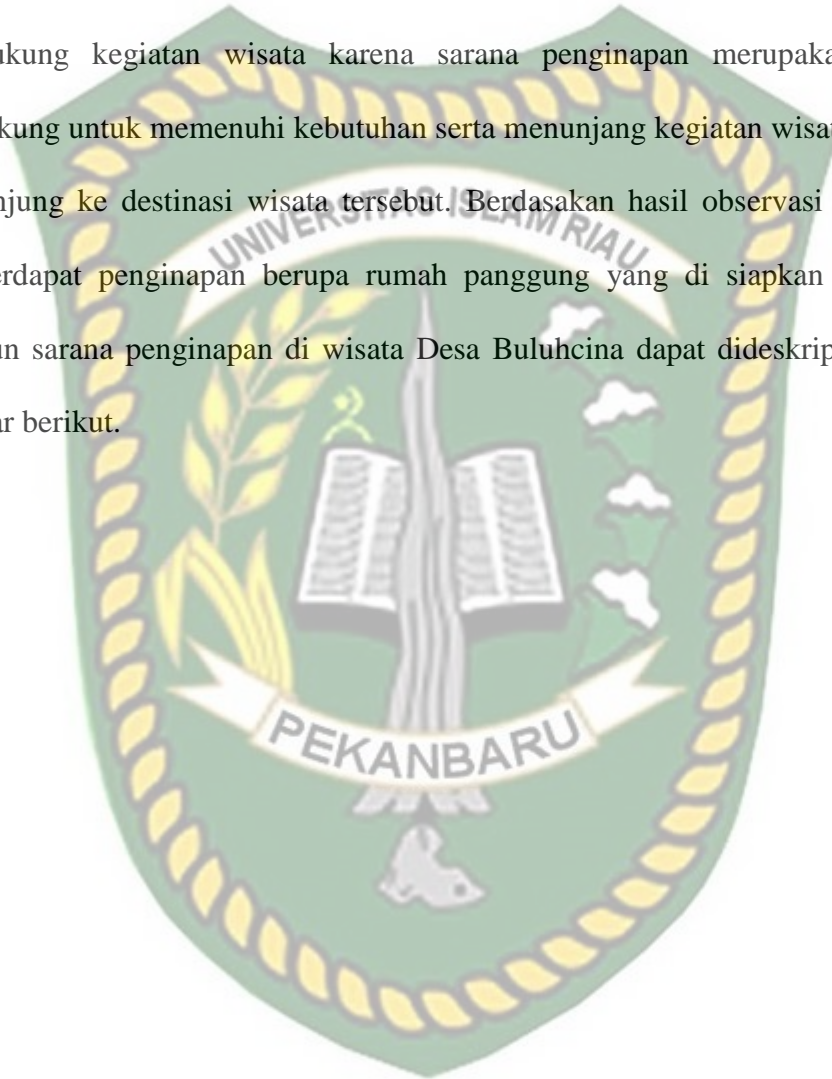 ukung kegiatan wisata karena sarana penginapan merupaka
kung untuk memenuhi kebutuhan serta menunjang kegiatan wisat
njung ke destinasi wisata tersebut. Berdasakan hasil observasi
erdapat penginapan berupa rumah panggung yang di siapkan
un sarana penginapan di wisata Desa Buluhcina dapat dideskrip
ar berikut.
UNIVERSITAS ISLAM RIAU
PEKANBARU